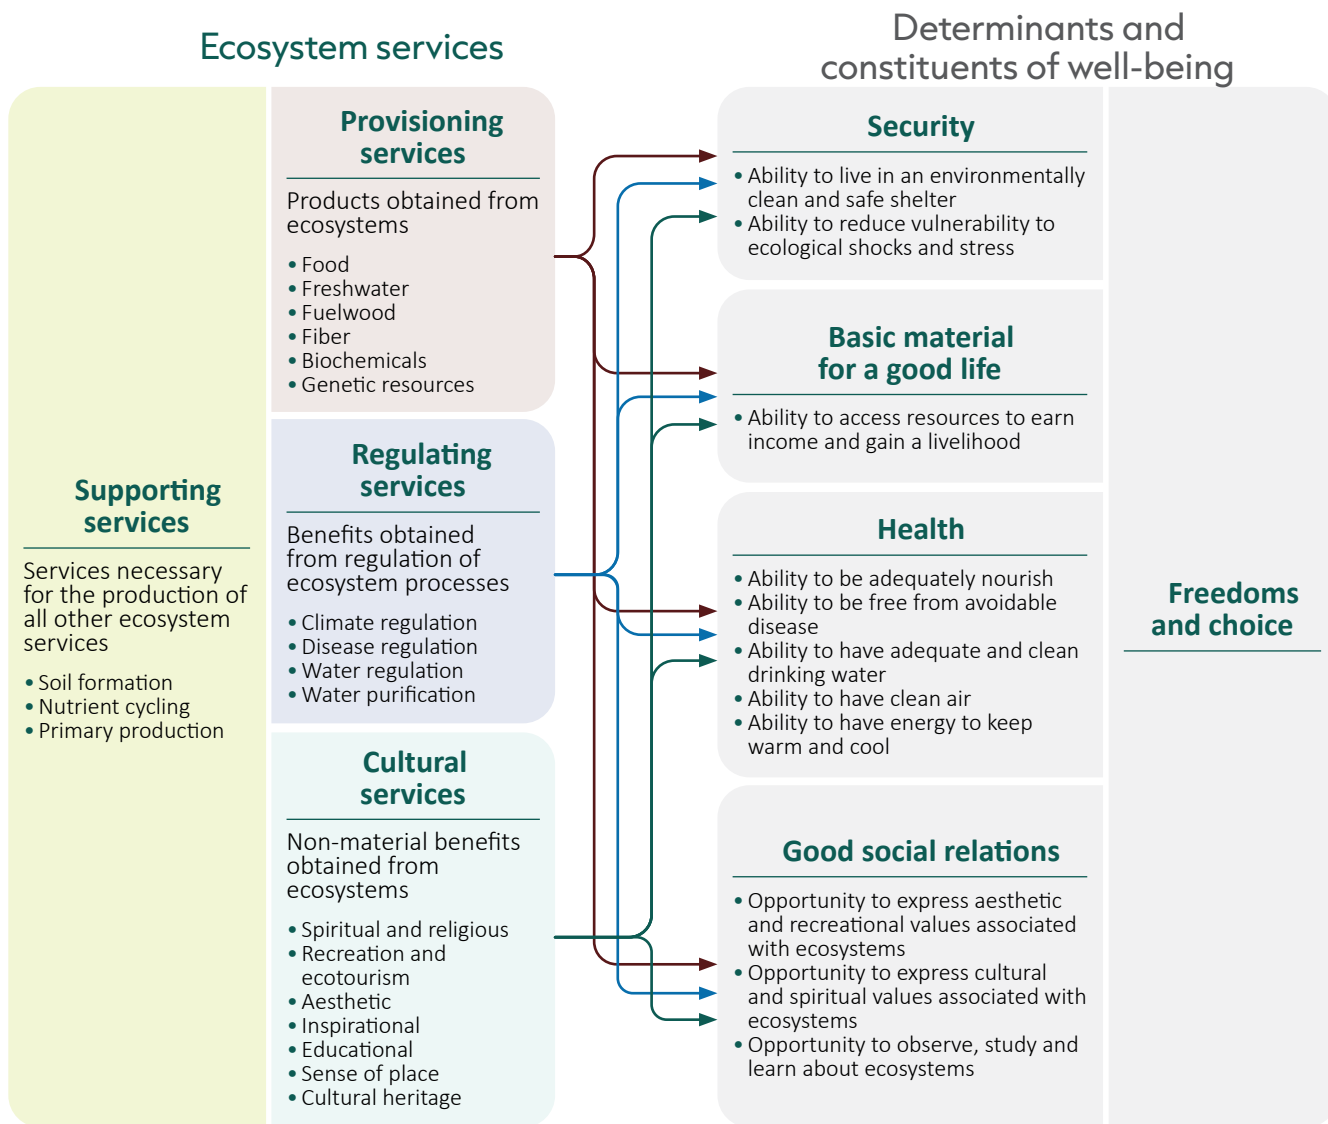 Ecosystem services
Determinants and
constituents of well-being
Supporting
services
Services necessary
for the production of
all other ecosystem
services
• Soil formation
• Nutrient cycling
• Primary production
Provisioning
services
Products obtained from
ecosystems
• Food
• Freshwater
• Fuelwood
• Fiber
• Biochemicals
• Genetic resources
Regulating
services
Benefits obtained
from regulation of
ecosystem processes
• Climate regulation
• Disease regulation
• Water regulation
• Water purification
Cultural
services
Non-material benefits
obtained from
ecosystems
• Spiritual and religious
• Recreation and
ecotourism
• Aesthetic
• Inspirational
• Educational
• Sense of place
• Cultural heritage
Security
• Ability to live in an environmentally
clean and safe shelter
• Ability to reduce vulnerability to
ecological shocks and stress
Basic material
for a good life
• Ability to access resources to earn
income and gain a livelihood
Health
• Ability to be adequately nourish
• Ability to be free from avoidable
disease
• Ability to have adequate and clean
drinking water
• Ability to have clean air
• Ability to have energy to keep
warm and cool
Good social relations
• Opportunity to express aesthetic
and recreational values associated
with ecosystems
• Opportunity to express cultural
and spiritual values associated with
ecosystems
• Opportunity to observe, study and
learn about ecosystems
Freedoms
and choice